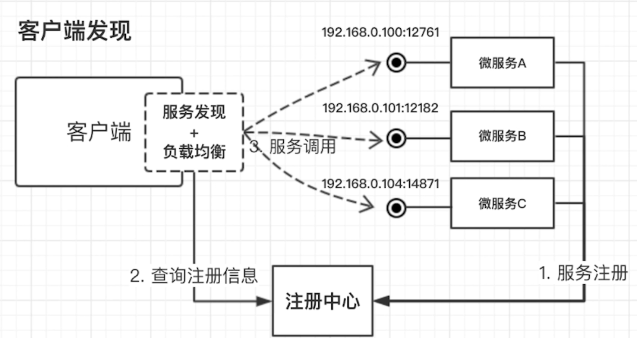 客户端发现
192.168.0.100:12761
微服务A
客户端
服务发现
+
负载均衡
192.168.0.101:12182
微服务B
3. 服务调用
192.168.0.104:14871
微服务C
2. 查询注册信息
1. 服务注册
注册中心